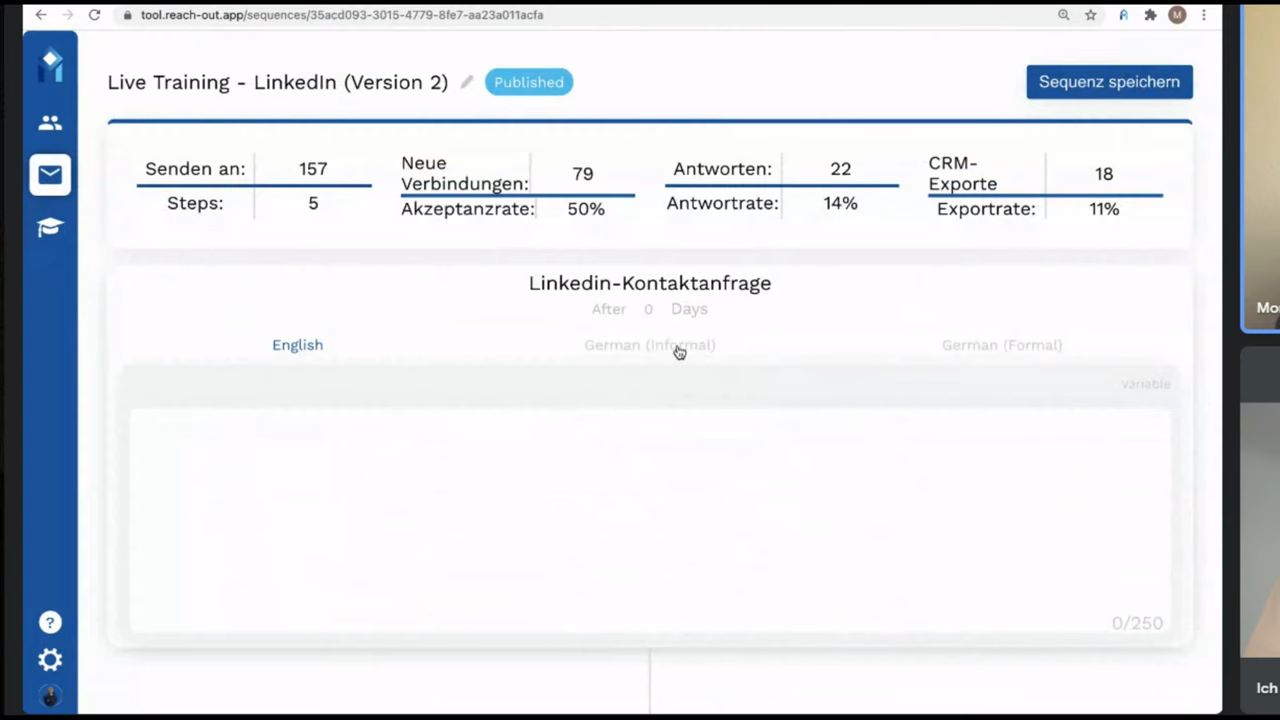 tool.reach-out.app/sequences/35acd093-3015-4779-8fe7-aa23a011acfa
M
Live Training - LinkedIn (Version 2)
Published
Sequenz speichern
Senden an: 157
Steps: 5
Neue Verbindungen: 79
Akzeptanzrate: 50%
Antworten: 22
Antwortrate: 14%
CRM-Exporte 18
Exportrate: 11%
Linkedin-Kontaktanfrage
After 0 Days
English
German (Informal)
German (Formal)
variable
0/250
?
Mo
Ich